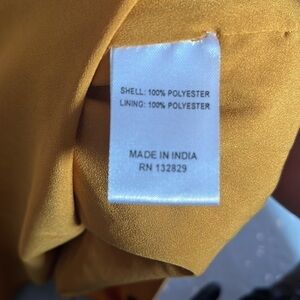 SHELL: 100% POLYESTER
LINING: 100% POLYESTER
MADE IN INDIA
RN 132829